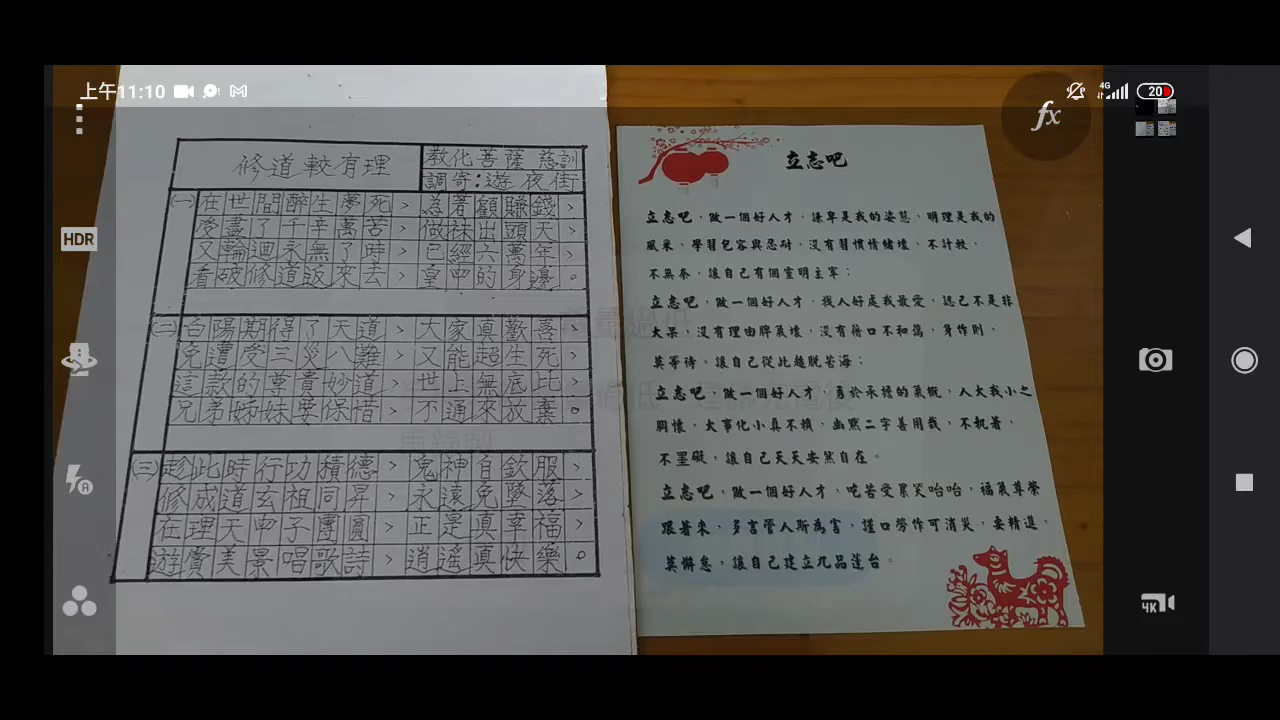 上午11:10
4G
20
HDR
fx
4K
修道較有理
教化菩薩 慈訓
調寄:遊夜街
(一)在世間醉生夢死,為著顧賺錢,
受盡了千辛萬苦,做袜出頭天,
又輪迴永無了時,已經六萬年,
看破修道返來去,皇申的身邊。
(二)白陽期得了天道,大家真歡喜,
免遭受三災八難,又能超生死,
這款的尊貴妙道,世上無底比,
兄弟姊妹要保惜,不通來放棄。
(三)趁此時行功積德,鬼神自欽服,
修成道玄祖同昇,永遠免墜落,
在理天申子團圓,正是真幸福,
遊賞美景唱歌詩,逍遙真快樂。
立志吧
立志吧,做一個好人才,謙卑是我的姿態,明理是我的
風采,學習包容與忍耐,沒有習慣情緒壞,不計較,
不無奈,讓自己有個靈明主宰;
立志吧,做一個好人才,找人好處我最愛,認己不是非
大呆,沒有理由脾氣壞,沒有藉口不和藹,身作則,
莫等待,讓自己從此越脫苦海;
立志吧,做一個好人才,勇於承擔的氣概,人大我小之
胸懷,大事化小真不賴,幽默二字善用哉,不執著,
不罣礙,讓自己天天安然自在。
立志吧,做一個好人才,吃苦受累笑哈哈,福氣尊榮
跟著來,多言管人斯為害,謹口勞作可消災,要精進,
莫懈怠,讓自己建立九品蓮台。